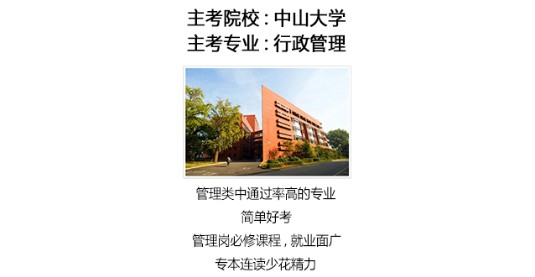 主考院校 : 中山大学
主考专业 : 行政管理
管理类中通过率高的专业
简单好考
管理岗必修课程 , 就业面广
专本连读少花精力